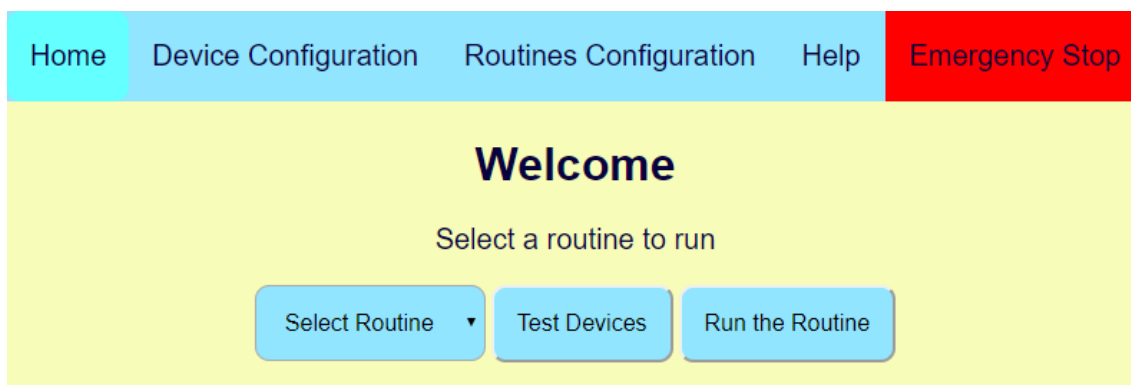 Home Device Configuration Routines Configuration Help Emergency Stop
Welcome
Select a routine to run
Select Routine Test Devices Run the Routine